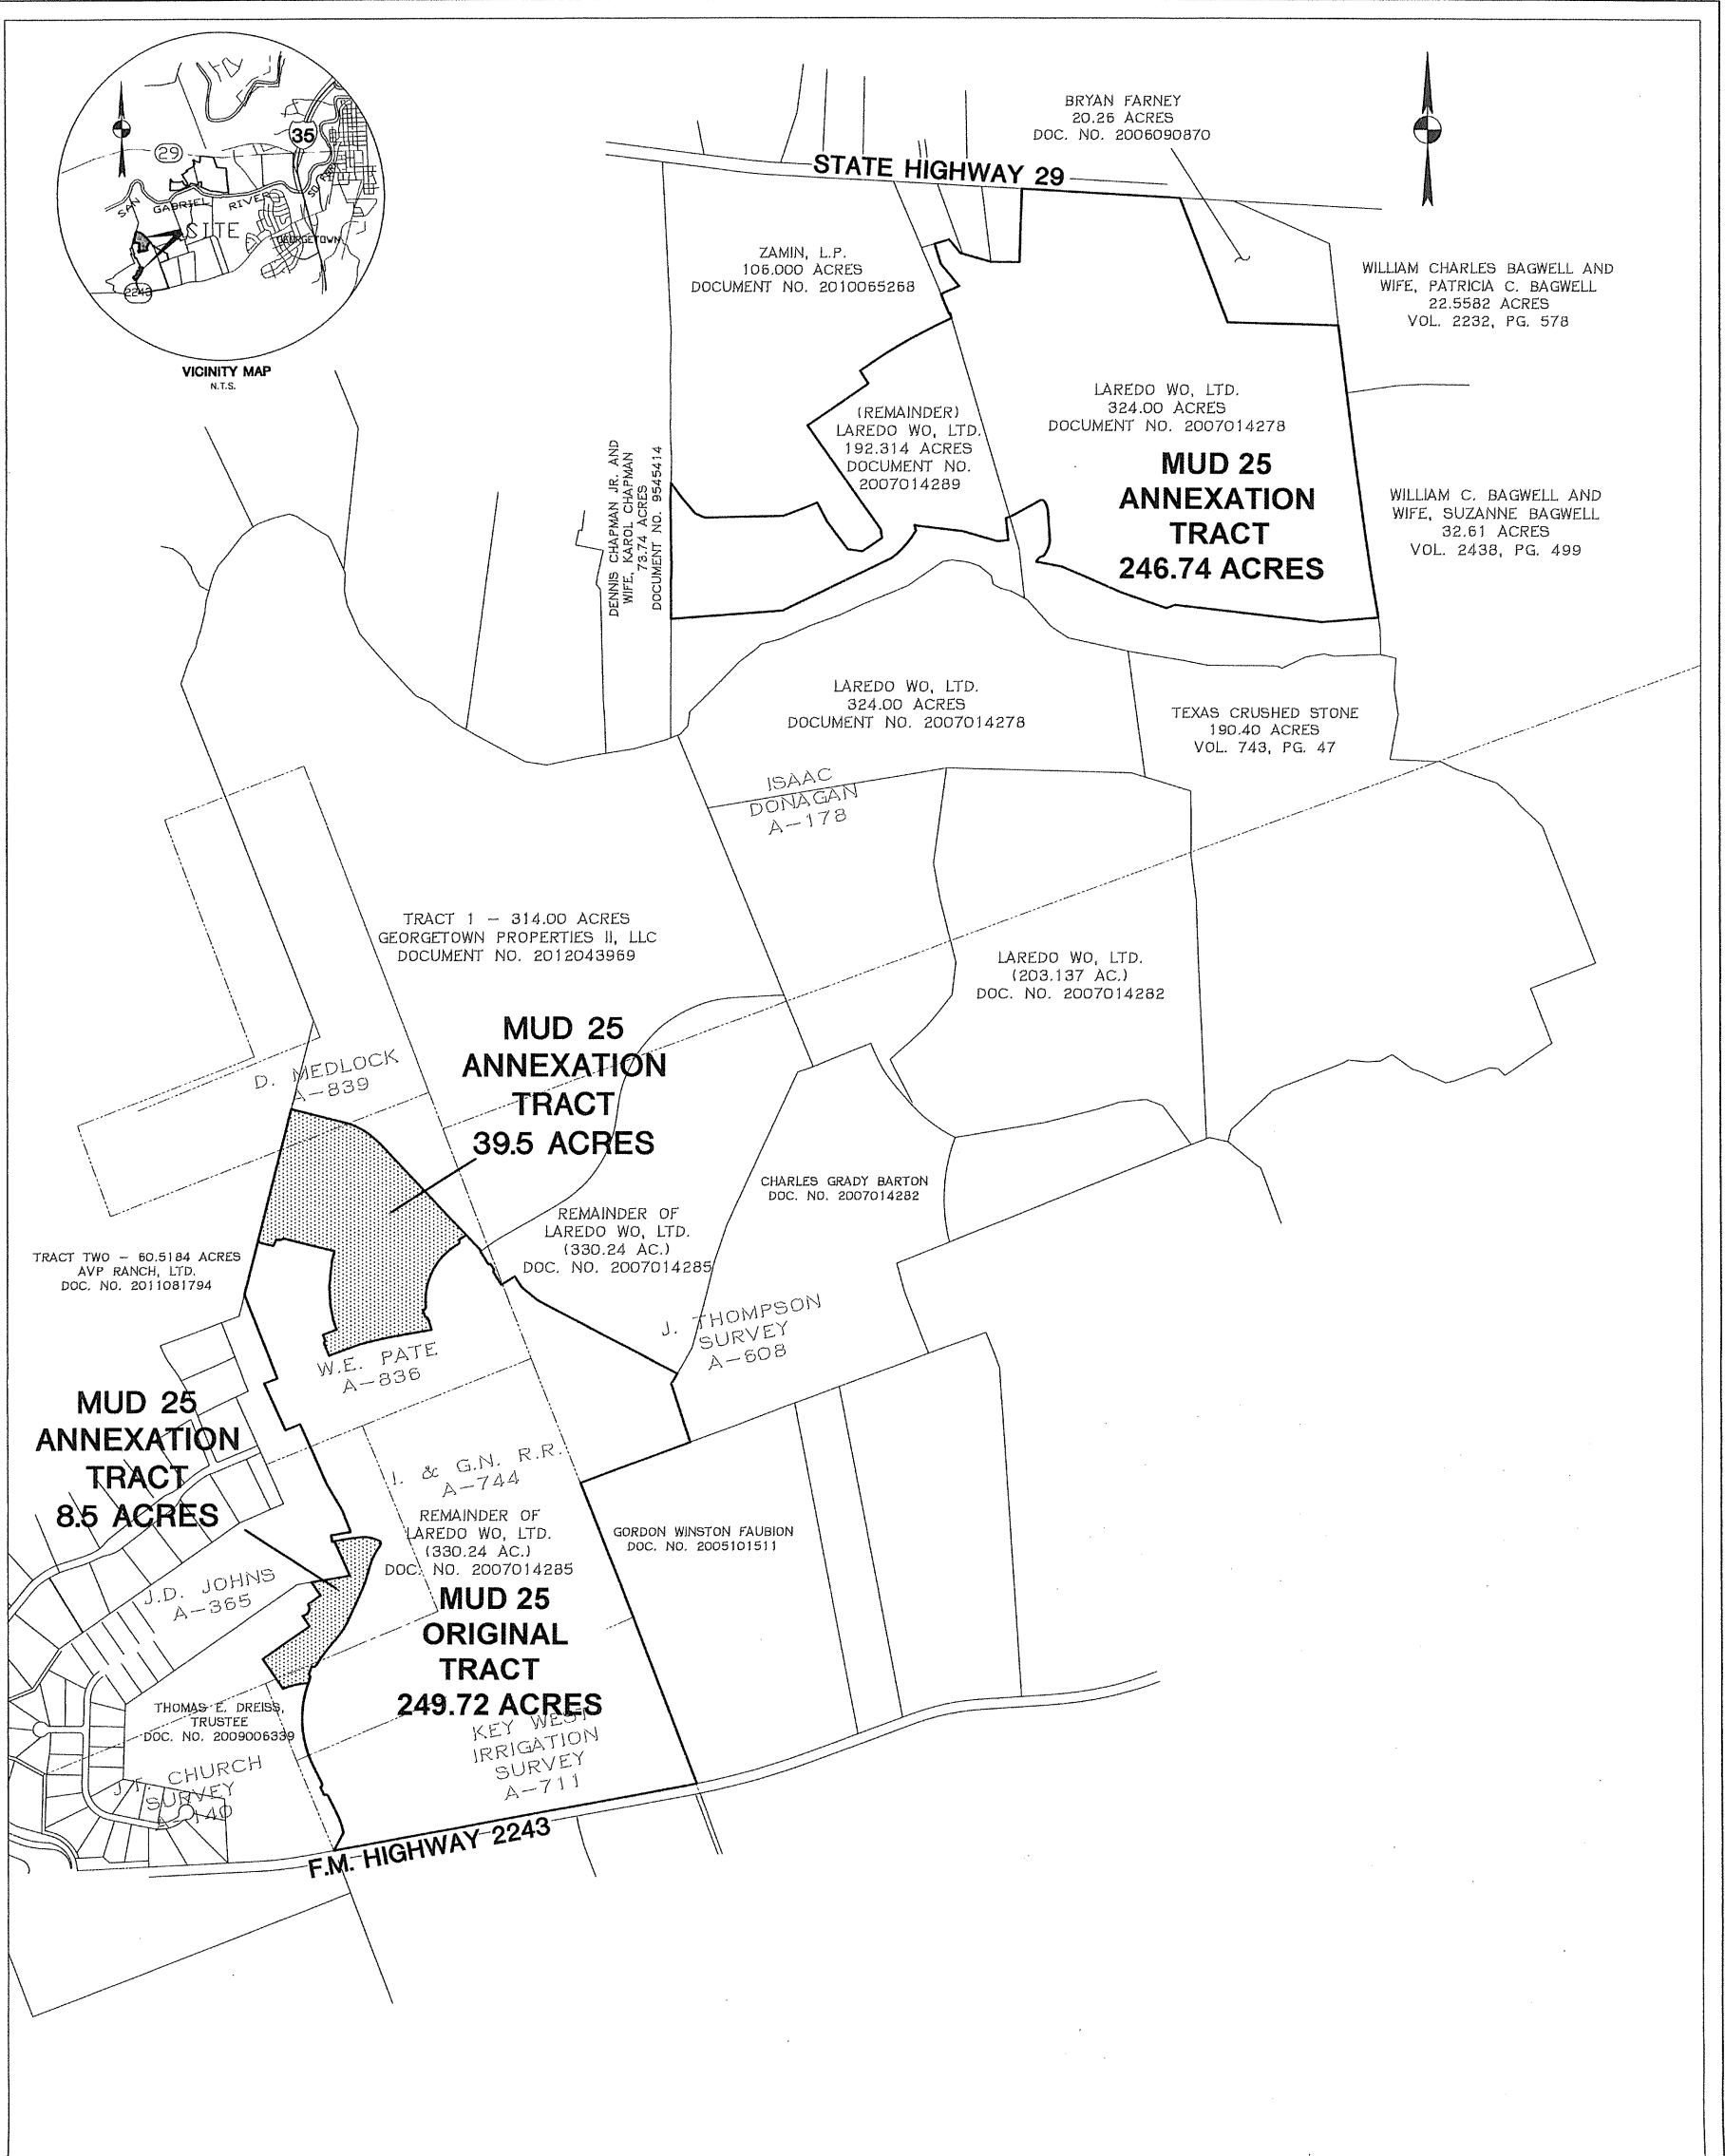 35
29
SAN GABRIEL RIVER
SITE
GEORGETOWN
2243
VICINITY MAP
N.T.S.
BRYAN FARNEY
20.26 ACRES
DOC. NO. 2006090870
STATE HIGHWAY 29
ZAMIN, L.P.
106.000 ACRES
DOCUMENT NO. 2010065268
WILLIAM CHARLES BAGWELL AND
WIFE, PATRICIA C. BAGWELL
22.5582 ACRES
VOL. 2232, PG. 578
LAREDO WO, LTD.
324.00 ACRES
DOCUMENT NO. 2007014278
(REMAINDER)
LAREDO WO, LTD.
192.314 ACRES
DOCUMENT NO.
2007014289
MUD 25
ANNEXATION
TRACT
246.74 ACRES
DENNIS CHAPMAN JR. AND
WIFE, KAROL CHAPMAN
73.74 ACRES
DOCUMENT NO. 9545414
WILLIAM C. BAGWELL AND
WIFE, SUZANNE BAGWELL
32.61 ACRES
VOL. 2438, PG. 499
LAREDO WO, LTD.
324.00 ACRES
DOCUMENT NO. 2007014278
TEXAS CRUSHED STONE
190.40 ACRES
VOL. 743, PG. 47
ISAAC
DONAGAN
A-178
TRACT 1 - 314.00 ACRES
GEORGETOWN PROPERTIES II, LLC
DOCUMENT NO. 2012043969
LAREDO WO, LTD.
(203.137 AC.)
DOC. NO. 2007014282
MUD 25
ANNEXATION
TRACT
39.5 ACRES
D. MEDLOCK
A-839
CHARLES GRADY BARTON
DOC. NO. 2007014282
REMAINDER OF
LAREDO WO, LTD.
(330.24 AC.)
DOC. NO. 2007014285
TRACT TWO - 60.5184 ACRES
AVP RANCH, LTD.
DOC. NO. 2011081794
J. THOMPSON
SURVEY
A-608
W.E. PATE
A-836
MUD 25
ANNEXATION
TRACT
8.5 ACRES
I. & G.N. R.R.
A-744
REMAINDER OF
LAREDO WO, LTD.
(330.24 AC.)
DOC. NO. 2007014285
GORDON WINSTON FAUBION
DOC. NO. 2005101511
J.D. JOHNS
A-365
MUD 25
ORIGINAL
TRACT
249.72 ACRES
THOMAS E. DREISS,
TRUSTEE
DOC. NO. 2009006339
KEY WEST
IRRIGATION
SURVEY
A-711
J.T. CHURCH
SURVEY
A-140
F.M. HIGHWAY 2243